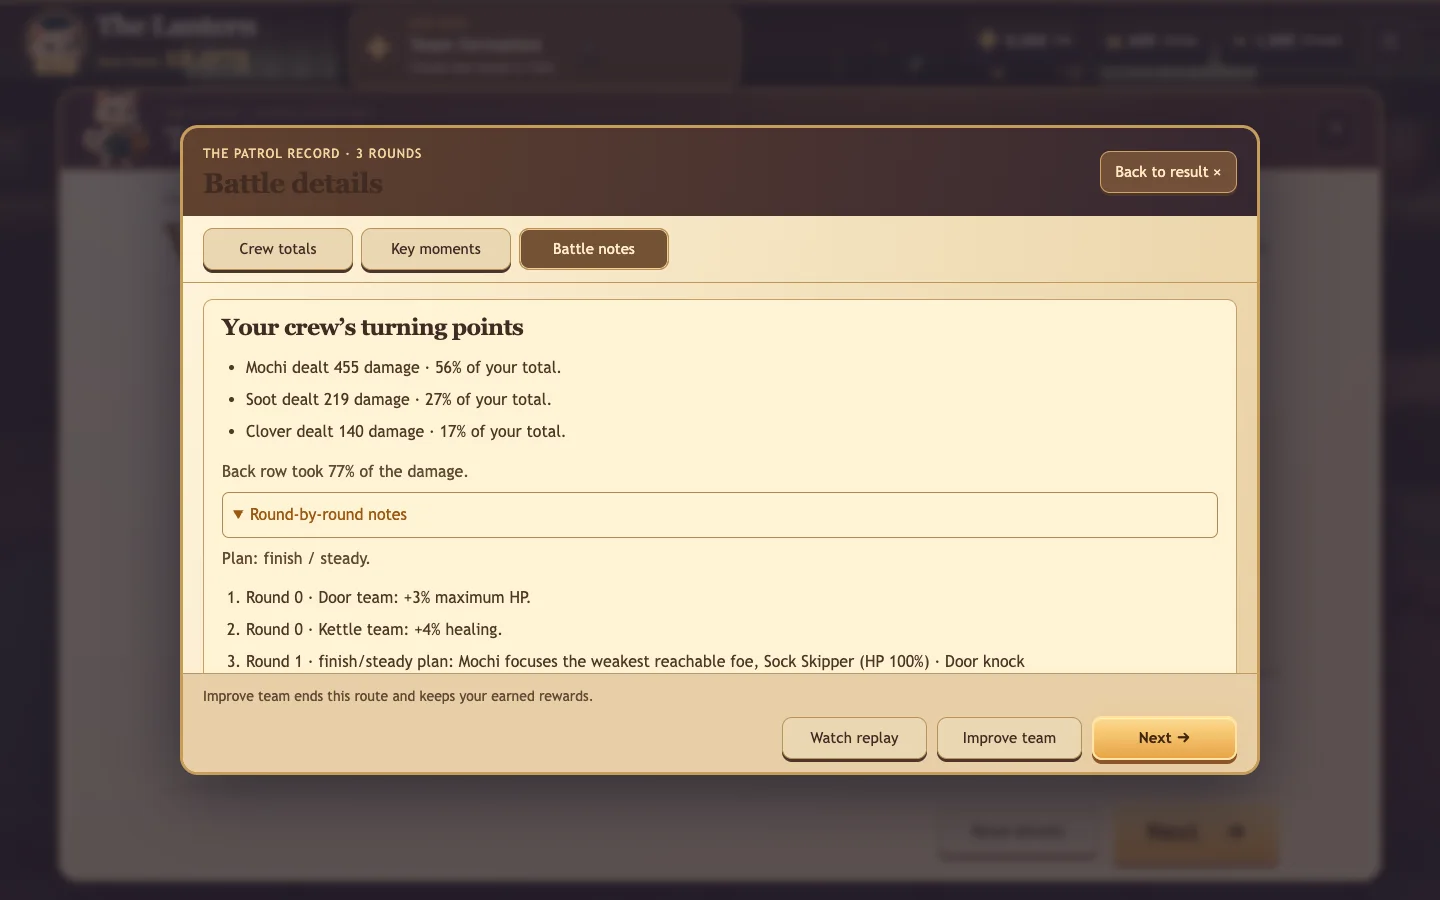 The Lantern
THE PATROL RECORD · 3 ROUNDS
Battle details
Back to result ×
Crew totals
Key moments
Battle notes
Your crew’s turning points
• Mochi dealt 455 damage · 56% of your total.
• Soot dealt 219 damage · 27% of your total.
• Clover dealt 140 damage · 17% of your total.
Back row took 77% of the damage.
▼ Round-by-round notes
Plan: finish / steady.
1. Round 0 · Door team: +3% maximum HP.
2. Round 0 · Kettle team: +4% healing.
3. Round 1 · finish/steady plan: Mochi focuses the weakest reachable foe, Sock Skipper (HP 100%) · Door knock
Improve team ends this route and keeps your earned rewards.
Watch replay
Improve team
Next →
Next →